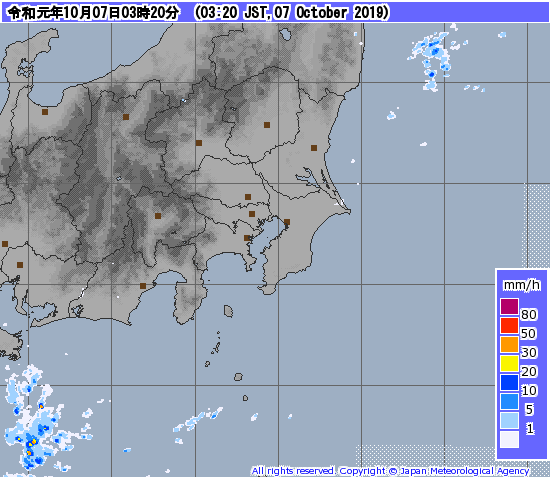 令和元年10月07日03時20分 (03:20 JST,07 October 2019)
mm/h
80
50
30
20
10
5
1
All rights reserved. Copyright © Japan Meteorological Agency